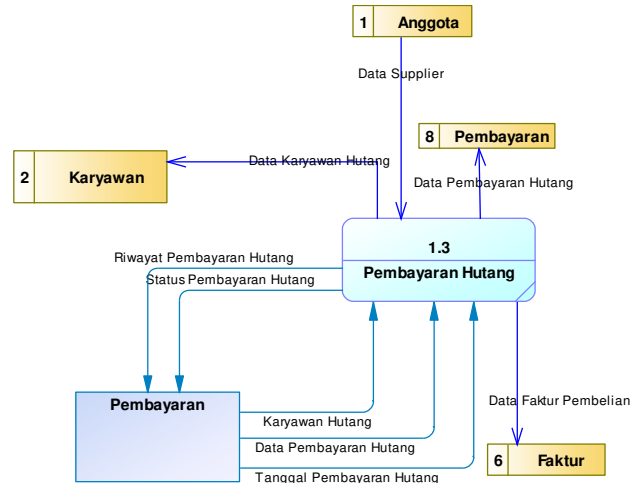 1 Anggota
Data Supplier
8 Pembayaran
Data Karyawan Hutang
2 Karyawan
Data Pembayaran Hutang
1.3
Pembayaran Hutang
Riwayat Pembayaran Hutang
Status Pembayaran Hutang
Pembayaran
Karyawan Hutang
Data Pembayaran Hutang
Tanggal Pembayaran Hutang
Data Faktur Pembelian
6 Faktur